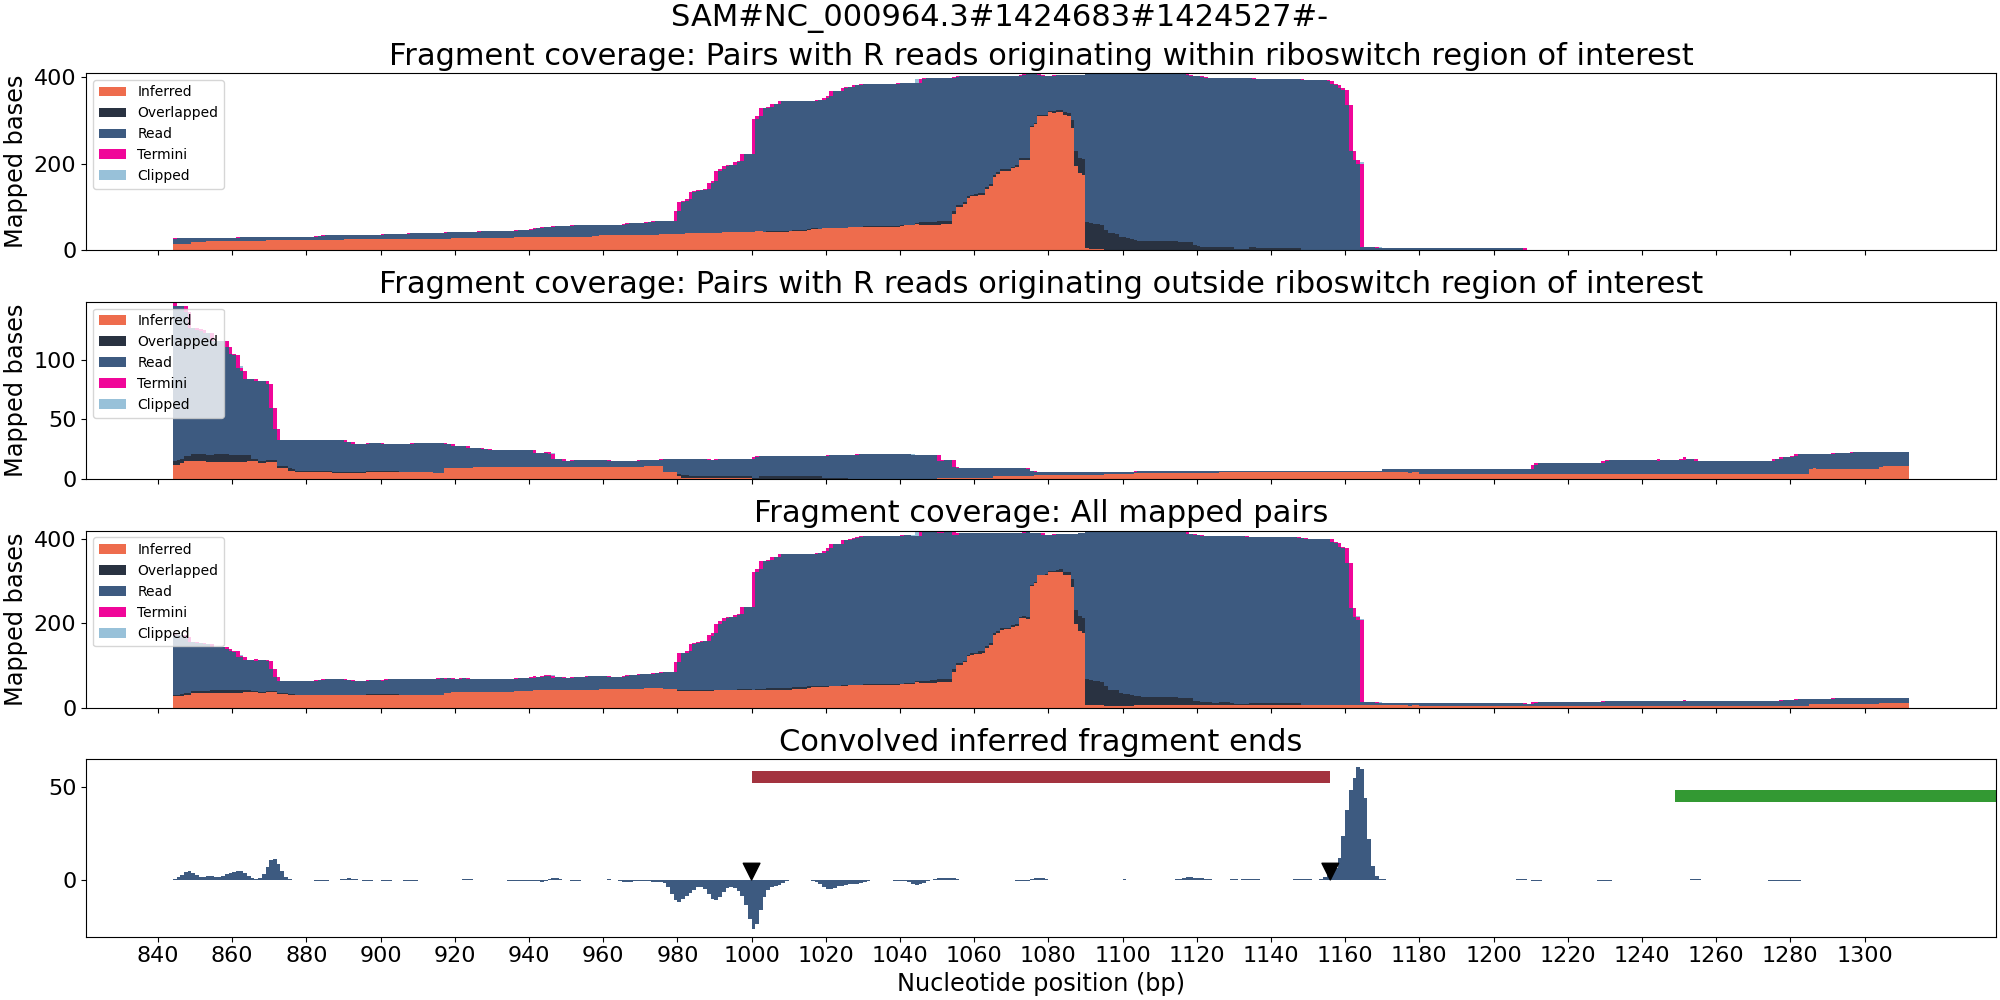 SAM#NC_000964.3#1424683#1424527#-
Fragment coverage: Pairs with R reads originating within riboswitch region of interest
Mapped bases
400
200
0
Inferred
Overlapped
Read
Termini
Clipped
Fragment coverage: Pairs with R reads originating outside riboswitch region of interest
Mapped bases
100
50
0
Inferred
Overlapped
Read
Termini
Clipped
Fragment coverage: All mapped pairs
Mapped bases
400
200
0
Inferred
Overlapped
Read
Termini
Clipped
Convolved inferred fragment ends
50
0
840 860 880 900 920 940 960 980 1000 1020 1040 1060 1080 1100 1120 1140 1160 1180 1200 1220 1240 1260 1280 1300
Nucleotide position (bp)